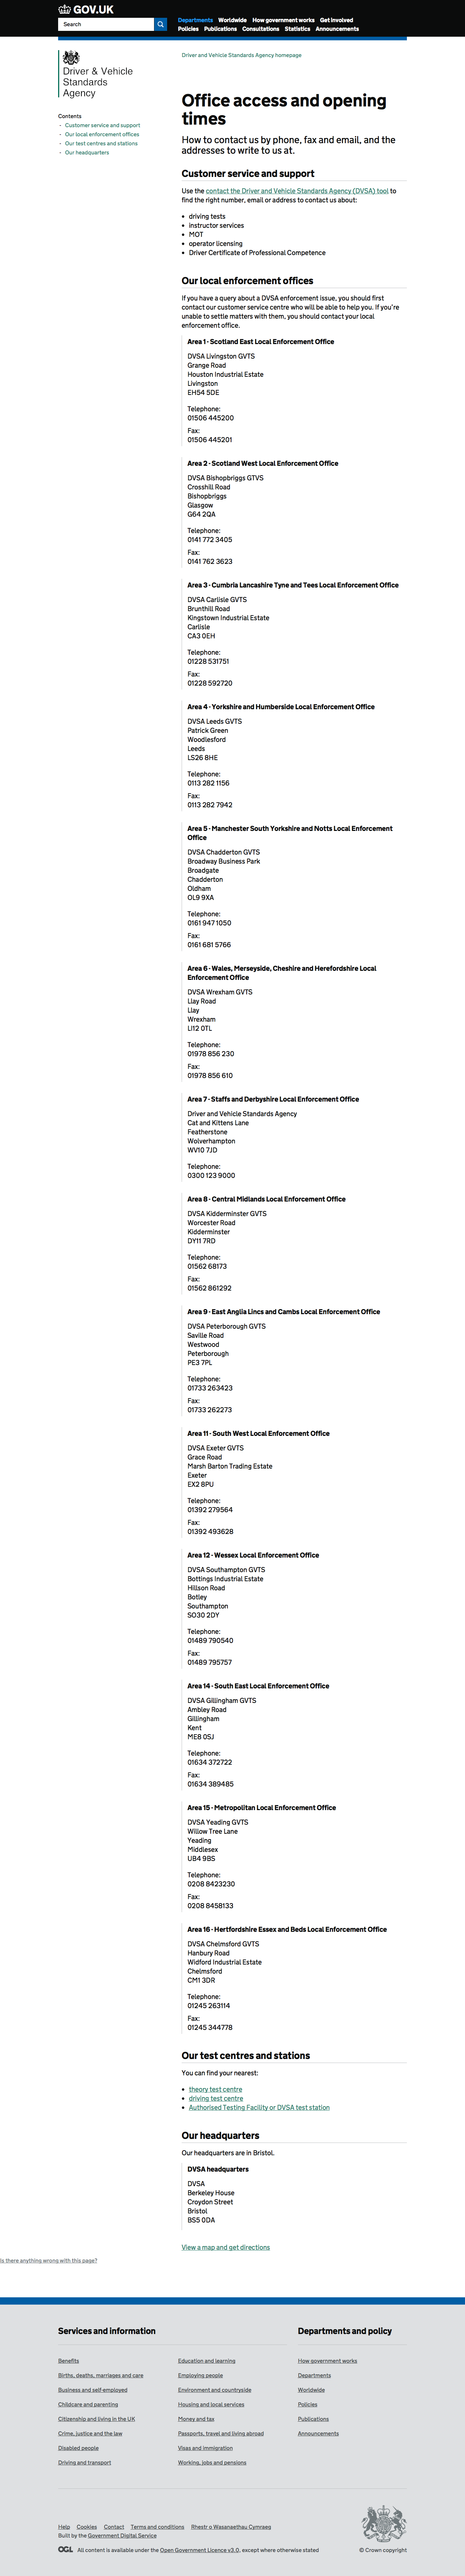 GOV.UK
Search
Departments Worldwide How government works Get involved
Policies Publications Consultations Statistics Announcements
Driver & Vehicle
Standards
Agency
Driver and Vehicle Standards Agency homepage
Contents
- Customer service and support
- Our local enforcement offices
- Our test centres and stations
- Our headquarters
Office access and opening
times
How to contact us by phone, fax and email, and the
addresses to write to us at.
Customer service and support
Use the contact the Driver and Vehicle Standards Agency (DVSA) tool to
find the right number, email or address to contact us about:
• driving tests
• instructor services
• MOT
• operator licensing
• Driver Certificate of Professional Competence
Our local enforcement offices
If you have a query about a DVSA enforcement issue, you should first
contact our customer service centre who will be able to help you. If you're
unable to settle matters with them, you should contact your local
enforcement office.
Area 1 - Scotland East Local Enforcement Office
DVSA Livingston GVTS
Grange Road
Houston Industrial Estate
Livingston
EH54 5DE
Telephone:
01506 445200
Fax:
01506 445201
Area 2 - Scotland West Local Enforcement Office
DVSA Bishopbriggs GTVS
Crosshill Road
Bishopbriggs
Glasgow
G64 2QA
Telephone:
0141 772 3405
Fax:
0141 762 3623
Area 3 - Cumbria Lancashire Tyne and Tees Local Enforcement Office
DVSA Carlisle GVTS
Brunthill Road
Kingstown Industrial Estate
Carlisle
CA3 0EH
Telephone:
01228 531751
Fax:
01228 592720
Area 4 - Yorkshire and Humberside Local Enforcement Office
DVSA Leeds GVTS
Patrick Green
Woodlesford
Leeds
LS26 8HE
Telephone:
0113 282 1156
Fax:
0113 282 7942
Area 5 - Manchester South Yorkshire and Notts Local Enforcement
Office
DVSA Chadderton GVTS
Broadway Business Park
Broadgate
Chadderton
Oldham
OL9 9XA
Telephone:
0161 947 1050
Fax:
0161 681 5766
Area 6 - Wales, Merseyside, Cheshire and Herefordshire Local
Enforcement Office
DVSA Wrexham GVTS
Llay Road
Llay
Wrexham
Ll12 0TL
Telephone:
01978 856 230
Fax:
01978 856 610
Area 7 - Staffs and Derbyshire Local Enforcement Office
Driver and Vehicle Standards Agency
Cat and Kittens Lane
Featherstone
Wolverhampton
WV10 7JD
Telephone:
0300 123 9000
Area 8 - Central Midlands Local Enforcement Office
DVSA Kidderminster GVTS
Worcester Road
Kidderminster
DY11 7RD
Telephone:
01562 68173
Fax:
01562 861292
Area 9 - East Anglia Lincs and Cambs Local Enforcement Office
DVSA Peterborough GVTS
Saville Road
Westwood
Peterborough
PE3 7PL
Telephone:
01733 263423
Fax:
01733 262273
Area 11 - South West Local Enforcement Office
DVSA Exeter GVTS
Grace Road
Marsh Barton Trading Estate
Exeter
EX2 8PU
Telephone:
01392 279564
Fax:
01392 493628
Area 12 - Wessex Local Enforcement Office
DVSA Southampton GVTS
Bottings Industrial Estate
Hillson Road
Botley
Southampton
SO30 2DY
Telephone:
01489 790540
Fax:
01489 795757
Area 14 - South East Local Enforcement Office
DVSA Gillingham GVTS
Ambley Road
Gillingham
Kent
ME8 0SJ
Telephone:
01634 372722
Fax:
01634 389485
Area 15 - Metropolitan Local Enforcement Office
DVSA Yeading GVTS
Willow Tree Lane
Yeading
Middlesex
UB4 9BS
Telephone:
0208 8423230
Fax:
0208 8458133
Area 16 - Hertfordshire Essex and Beds Local Enforcement Office
DVSA Chelmsford GVTS
Hanbury Road
Widford Industrial Estate
Chelmsford
CM1 3DR
Telephone:
01245 263114
Fax:
01245 344778
Our test centres and stations
You can find your nearest:
• theory test centre
• driving test centre
• Authorised Testing Facility or DVSA test station
Our headquarters
Our headquarters are in Bristol.
DVSA headquarters
DVSA
Berkeley House
Croydon Street
Bristol
BS5 0DA
View a map and get directions
Is there anything wrong with this page?
Services and information
Benefits
Births, deaths, marriages and care
Business and self-employed
Childcare and parenting
Citizenship and living in the UK
Crime, justice and the law
Disabled people
Driving and transport
Education and learning
Employing people
Environment and countryside
Housing and local services
Money and tax
Passports, travel and living abroad
Visas and immigration
Working, jobs and pensions
Departments and policy
How government works
Departments
Worldwide
Policies
Publications
Announcements
Help Cookies Contact Terms and conditions Rhestr o Wasanaethau Cymraeg
Built by the Government Digital Service
OGL All content is available under the Open Government Licence v3.0, except where otherwise stated
© Crown copyright